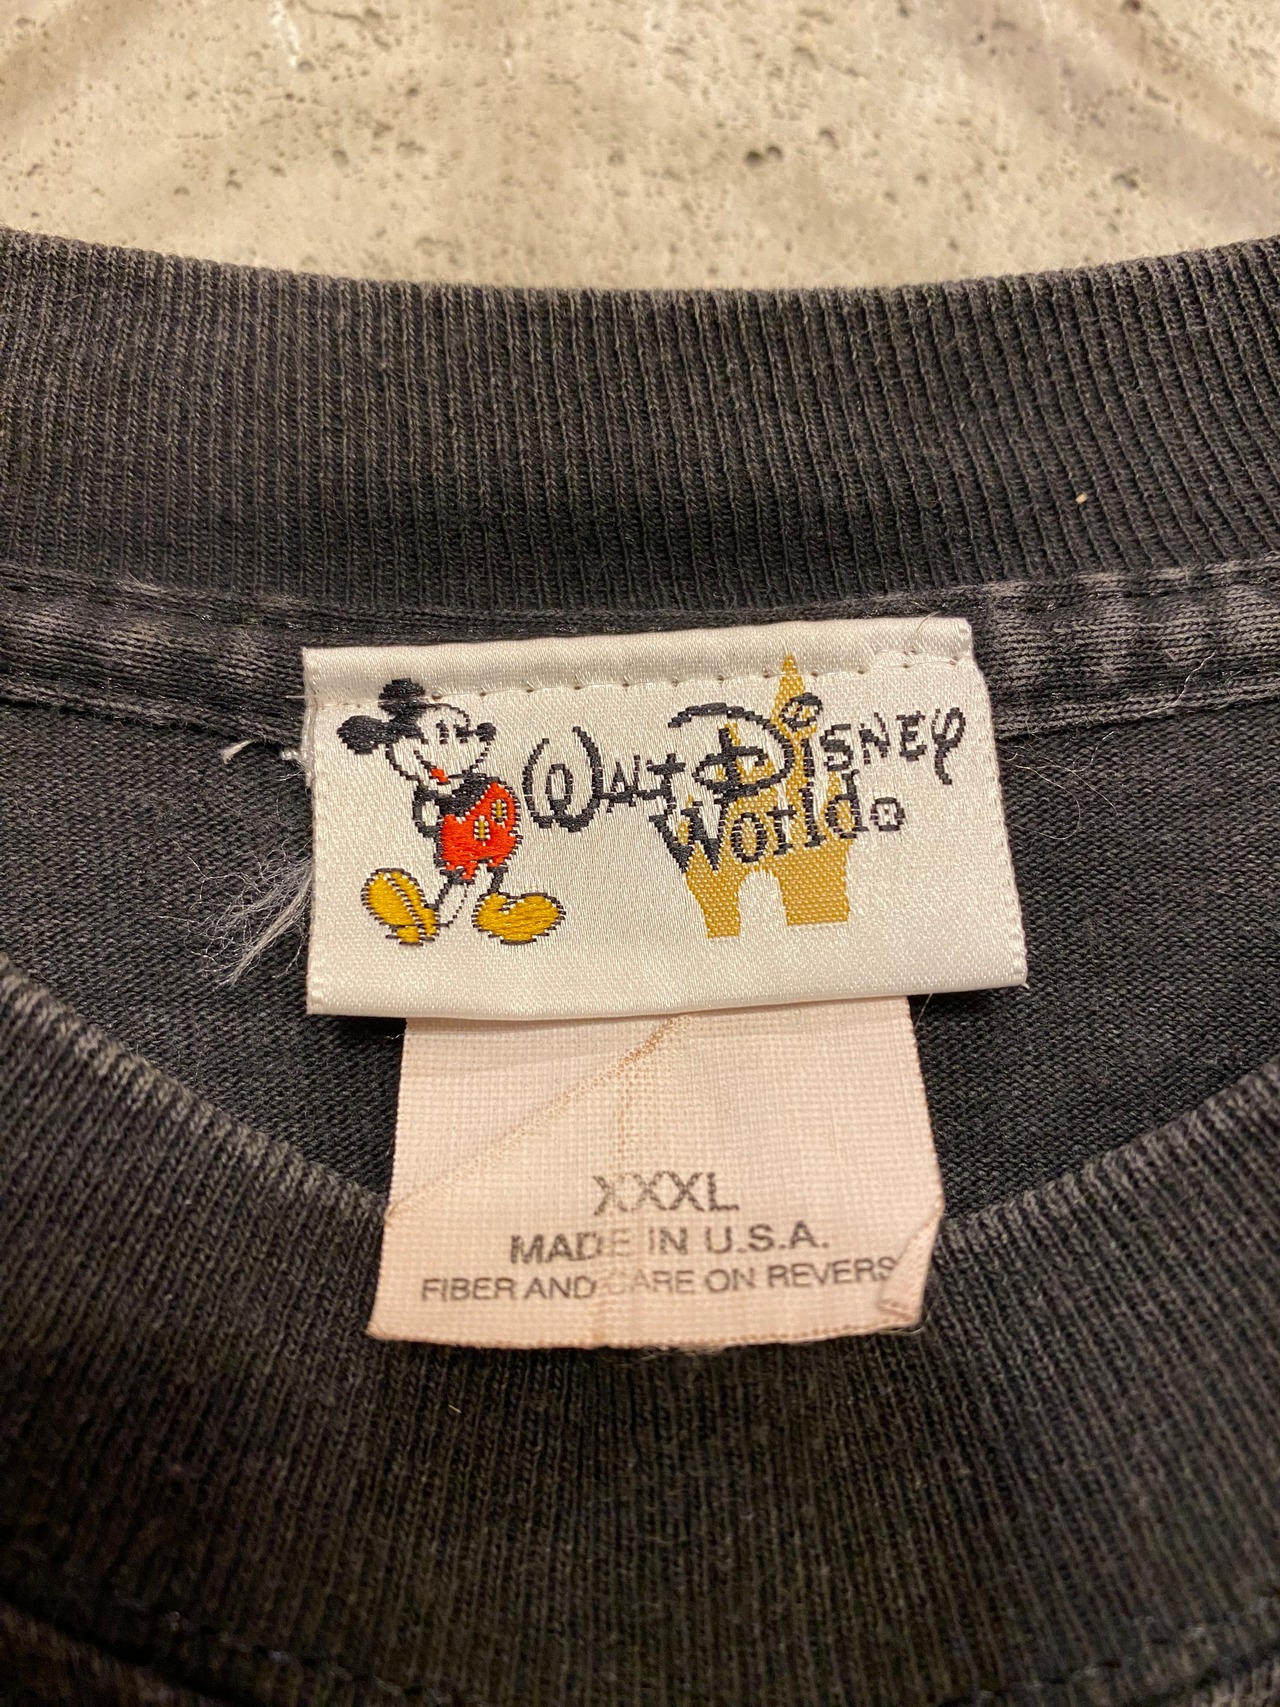 Walt Disney
World®
XXXL
MADE IN U.S.A.
FIBER AND CARE ON REVERS